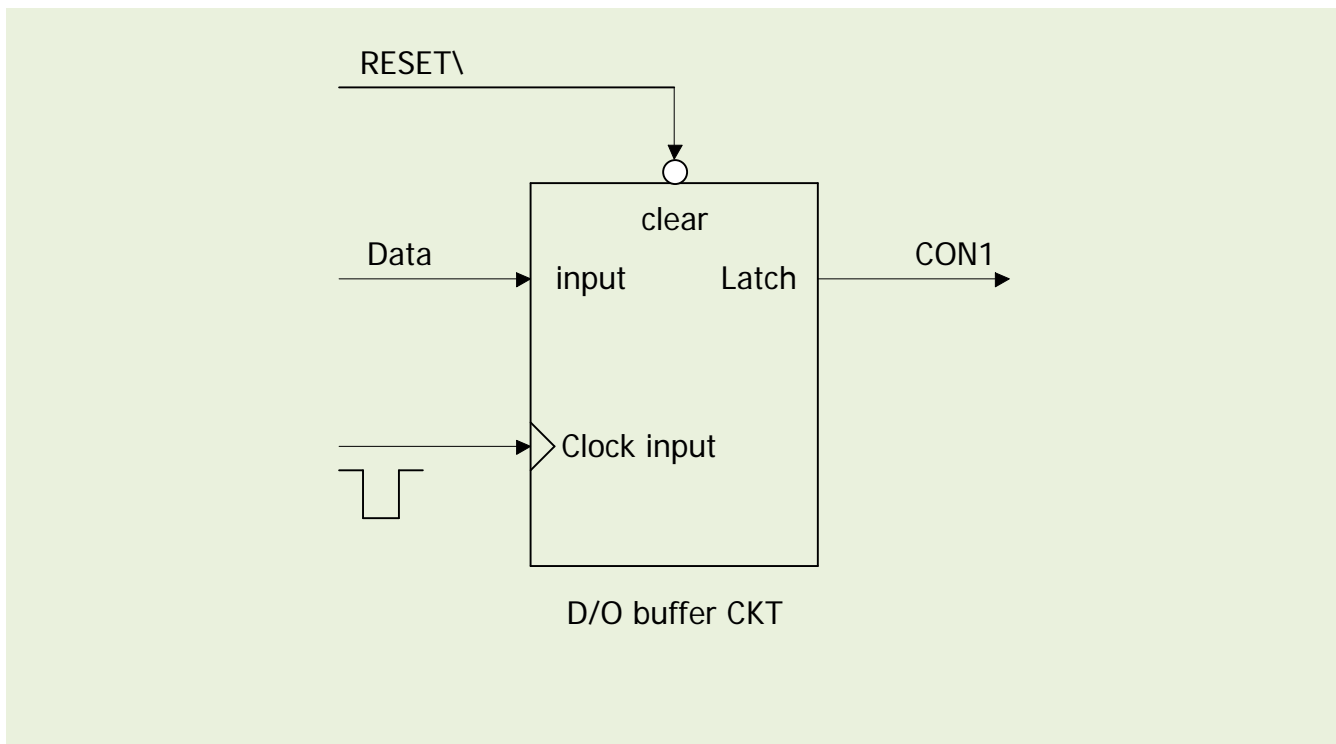 RESET\
clear
Data
CON1
input
Latch
Clock input
D/O buffer CKT